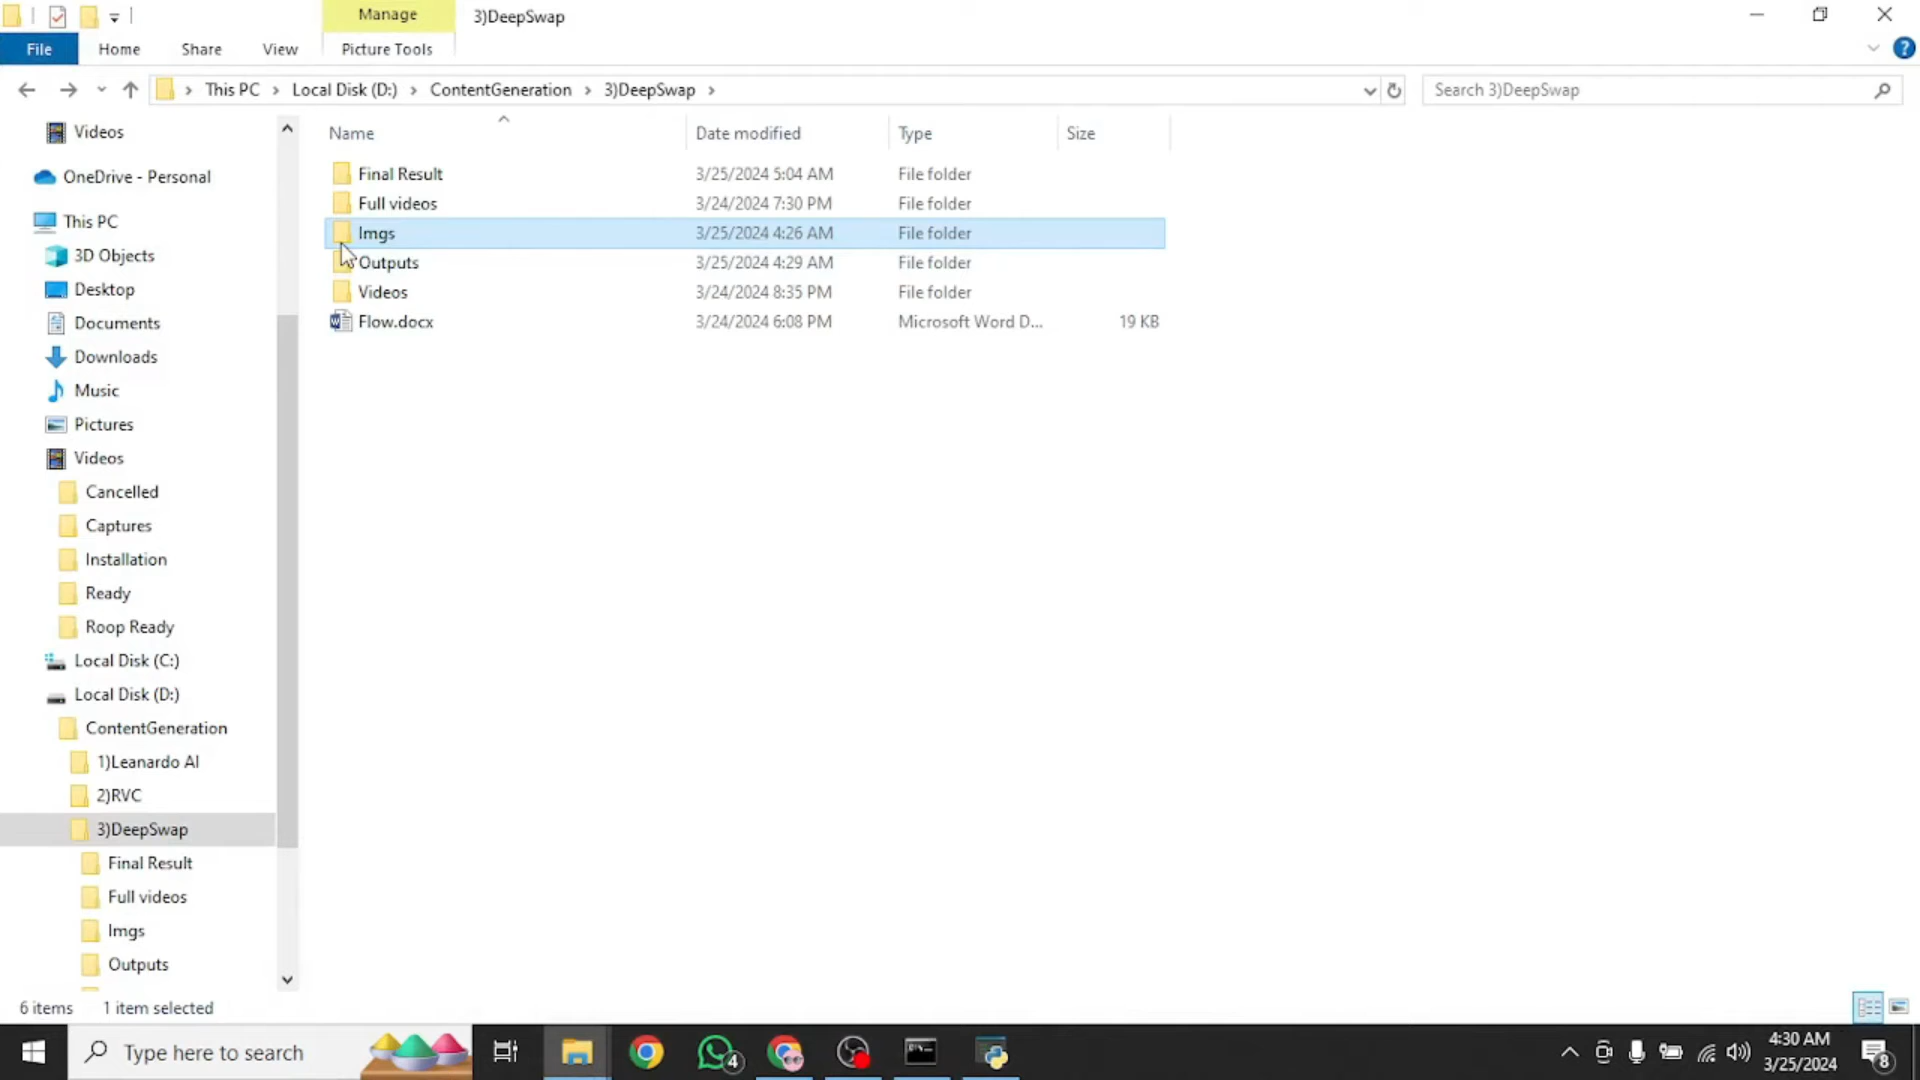 Manage
3)DeepSwap
File
Home
Share
View
Picture Tools
This PC
Local Disk (D:)
ContentGeneration
3)DeepSwap
Search 3)DeepSwap
Name
Date modified
Type
Size
Final Result
3/25/2024 5:04 AM
File folder
Full videos
3/24/2024 7:30 PM
File folder
Imgs
3/25/2024 4:26 AM
File folder
Outputs
3/25/2024 4:29 AM
File folder
Videos
3/24/2024 8:35 PM
File folder
Flow.docx
3/24/2024 6:08 PM
Microsoft Word D...
19 KB
Videos
OneDrive - Personal
This PC
3D Objects
Desktop
Documents
Downloads
Music
Pictures
Videos
Cancelled
Captures
Installation
Ready
Roop Ready
Local Disk (C:)
Local Disk (D:)
ContentGeneration
1)Leanardo AI
2)RVC
3)DeepSwap
Final Result
Full videos
Imgs
Outputs
6 items
1 item selected
Type here to search
4
4:30 AM
3/25/2024
8